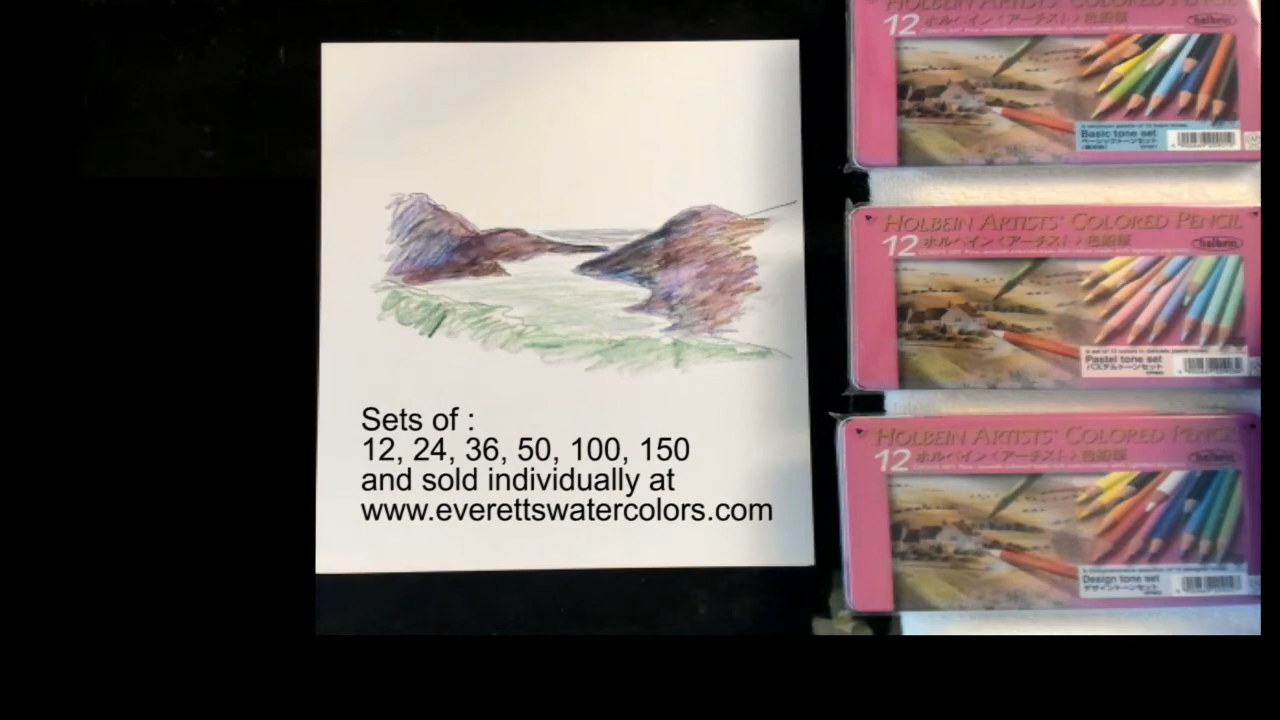 Sets of :
12, 24, 36, 50, 100, 150
and sold individually at
www.everettswatercolors.com
HOLBEIN ARTISTS' COLORED PENCIL
12 ホルベイン〈アーチスト〉色鉛筆
holbein
Basic tone set
ベーシックトーンセット
HOLBEIN ARTISTS' COLORED PENCIL
12 ホルベイン〈アーチスト〉色鉛筆
holbein
Pastel tone set
パステルトーンセット
HOLBEIN ARTISTS' COLORED PENCIL
12 ホルベイン〈アーチスト〉色鉛筆
holbein
Design tone set
デザイントーンセット